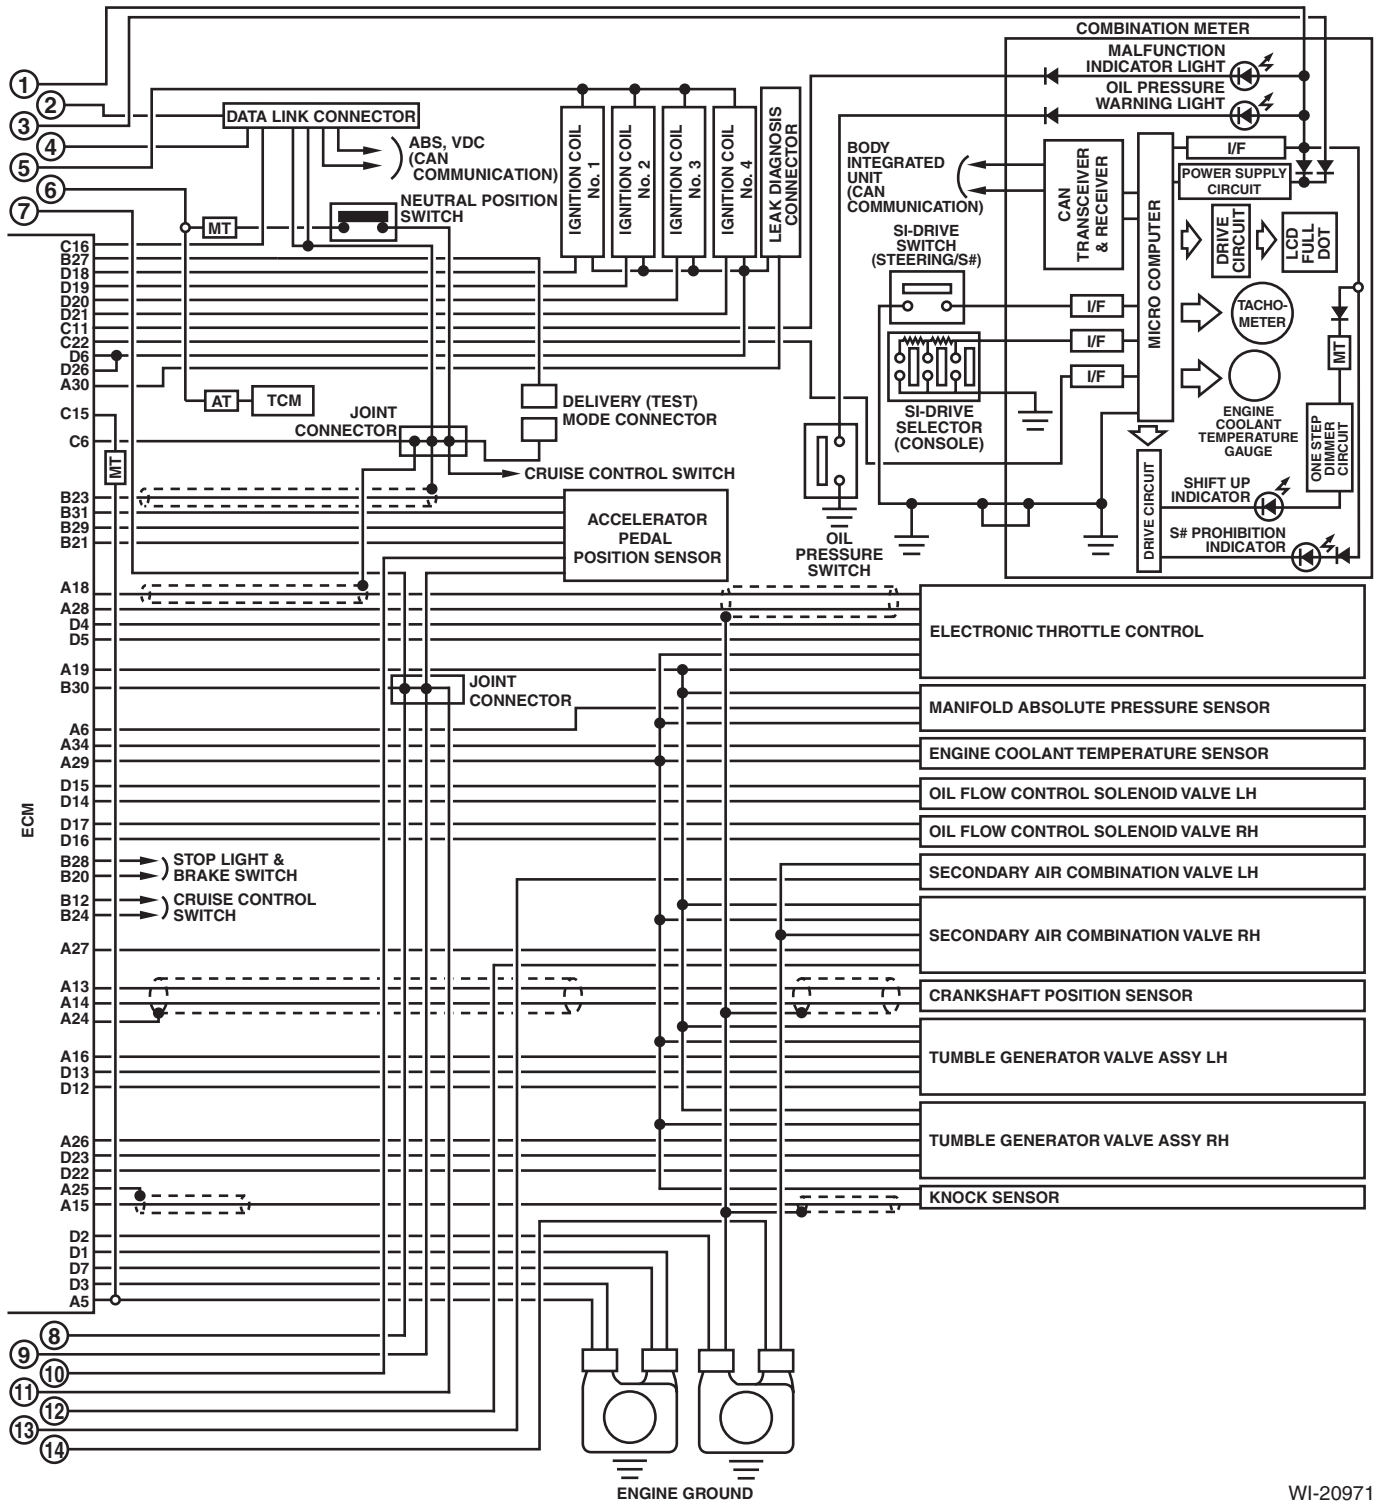 COMBINATION METER
MALFUNCTION
INDICATOR LIGHT
OIL PRESSURE
WARNING LIGHT
1
2
3
4
5
6
7
DATA LINK CONNECTOR
ABS, VDC
(CAN
COMMUNICATION)
NEUTRAL POSITION
SWITCH
MT
IGNITION COIL
No. 1
IGNITION COIL
No. 2
IGNITION COIL
No. 3
IGNITION COIL
No. 4
LEAK DIAGNOSIS
CONNECTOR
BODY
INTEGRATED
UNIT
(CAN
COMMUNICATION)
CAN
TRANSCEIVER
& RECEIVER
MICRO COMPUTER
I/F
POWER SUPPLY
CIRCUIT
DRIVE
CIRCUIT
LCD
FULL
DOT
SI-DRIVE
SWITCH
(STEERING/S#)
I/F
I/F
I/F
TACHO-
METER
MT
SI-DRIVE
SELECTOR
(CONSOLE)
ENGINE
COOLANT
TEMPERATURE
GAUGE
ONE STEP
DIMMER
CIRCUIT
DRIVE CIRCUIT
SHIFT UP
INDICATOR
S# PROHIBITION
INDICATOR
OIL
PRESSURE
SWITCH
ECM
C16
B27
D18
D19
D20
D21
C11
C22
D6
D26
A30
C15
C6
B23
B31
B29
B21
A18
A28
D4
D5
A19
B30
A6
A34
A29
D15
D14
D17
D16
B28
B20
B12
B24
A27
A13
A14
A24
A16
D13
D12
A26
D23
D22
A25
A15
D2
D1
D7
D3
A5
AT
TCM
MT
JOINT
CONNECTOR
DELIVERY (TEST)
MODE CONNECTOR
CRUISE CONTROL SWITCH
ACCELERATOR
PEDAL
POSITION SENSOR
JOINT
CONNECTOR
STOP LIGHT &
BRAKE SWITCH
CRUISE CONTROL
SWITCH
ELECTRONIC THROTTLE CONTROL
MANIFOLD ABSOLUTE PRESSURE SENSOR
ENGINE COOLANT TEMPERATURE SENSOR
OIL FLOW CONTROL SOLENOID VALVE LH
OIL FLOW CONTROL SOLENOID VALVE RH
SECONDARY AIR COMBINATION VALVE LH
SECONDARY AIR COMBINATION VALVE RH
CRANKSHAFT POSITION SENSOR
TUMBLE GENERATOR VALVE ASSY LH
TUMBLE GENERATOR VALVE ASSY RH
KNOCK SENSOR
8
9
10
11
12
13
14
ENGINE GROUND
WI-20971